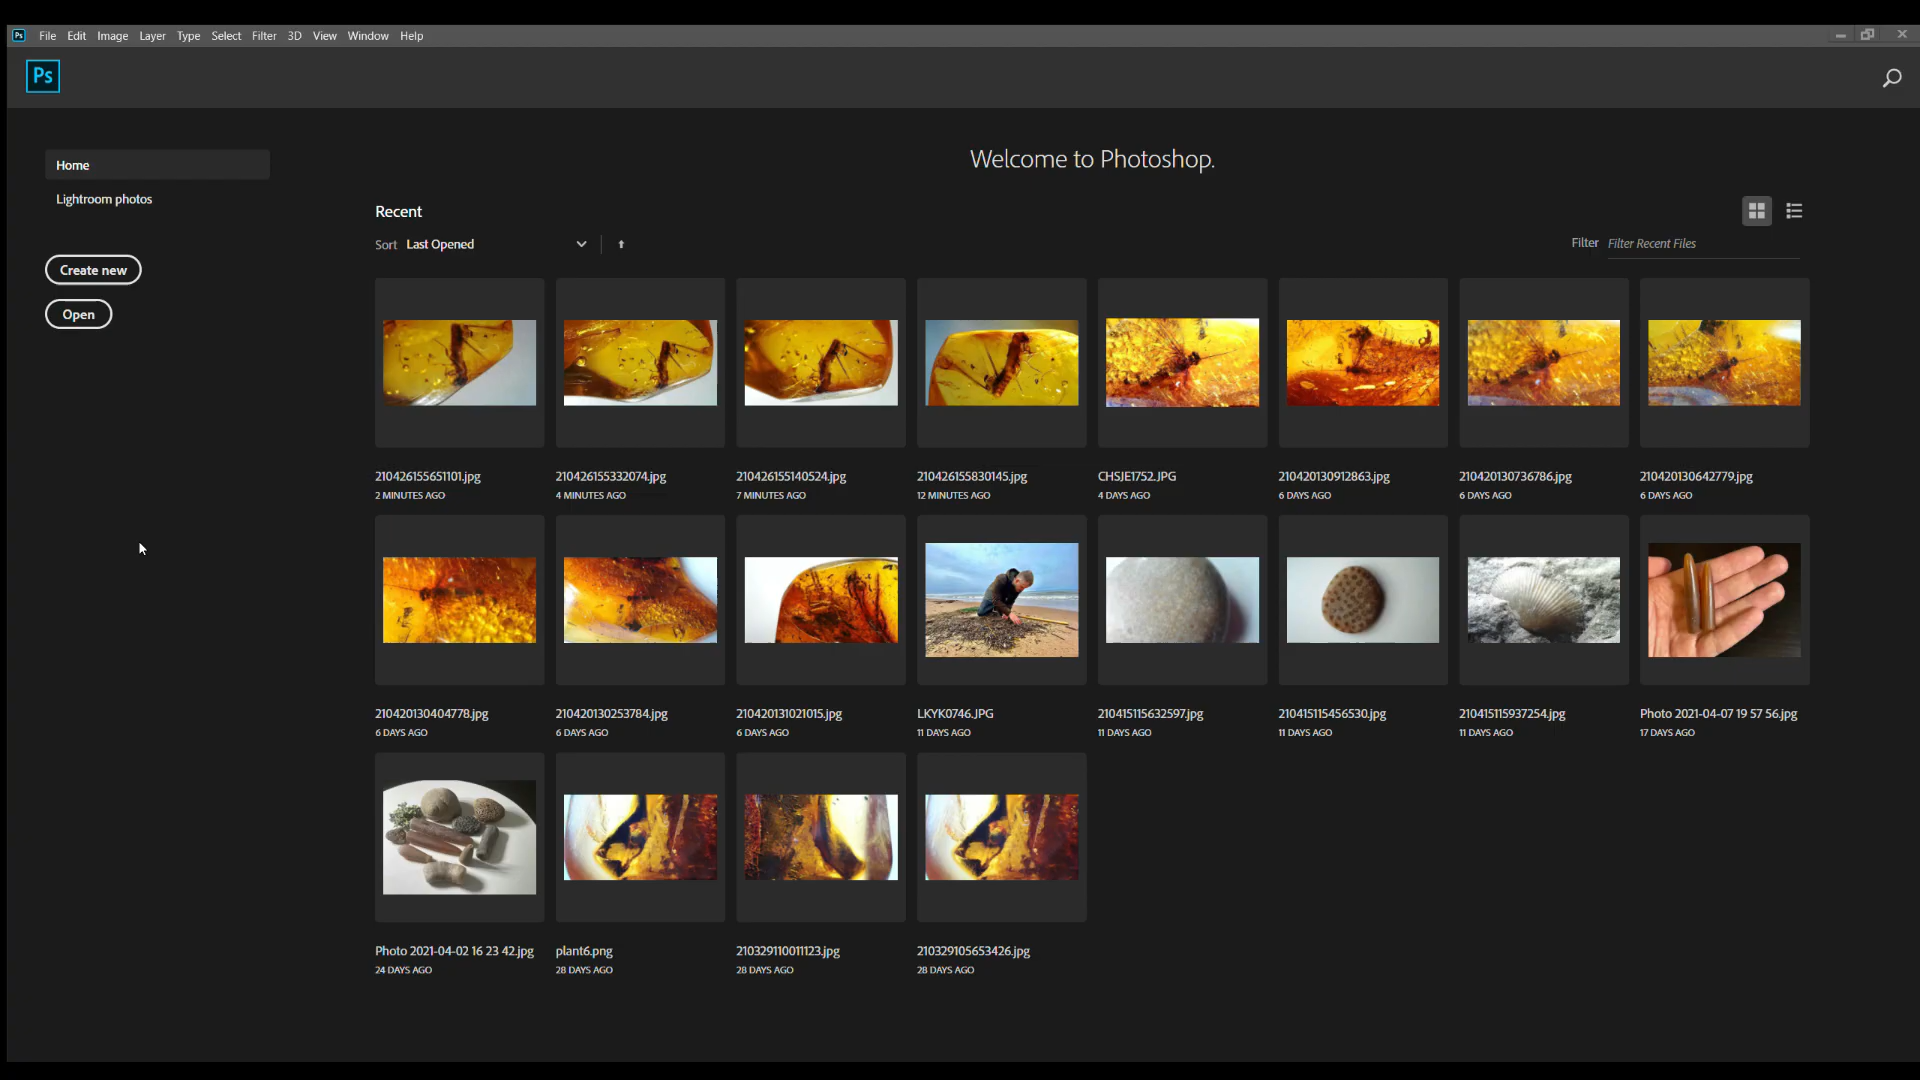 Ps File Edit Image Layer Type Select Filter 3D View Window Help
Ps
Home
Lightroom photos
Create new
Open
Welcome to Photoshop.
Recent
Sort Last Opened
Filter Filter Recent Files
210426155651101.jpg 210426155332074.jpg 210426155140524.jpg 210426155830145.jpg CHSJE1752.JPG 210420130912863.jpg 210420130736786.jpg 210420130642779.jpg
2 MINUTES AGO 4 MINUTES AGO 7 MINUTES AGO 12 MINUTES AGO 4 DAYS AGO 6 DAYS AGO 6 DAYS AGO 6 DAYS AGO
210420130404778.jpg 210420130253784.jpg 210420131021015.jpg LKYK0746.JPG 210415115632597.jpg 210415115456530.jpg 210415115937254.jpg Photo 2021-04-07 19 57 56.jpg
6 DAYS AGO 6 DAYS AGO 6 DAYS AGO 11 DAYS AGO 11 DAYS AGO 11 DAYS AGO 11 DAYS AGO 17 DAYS AGO
Photo 2021-04-02 16 23 42.jpg plant6.png 210329110011123.jpg 210329105653426.jpg
24 DAYS AGO 28 DAYS AGO 28 DAYS AGO 28 DAYS AGO